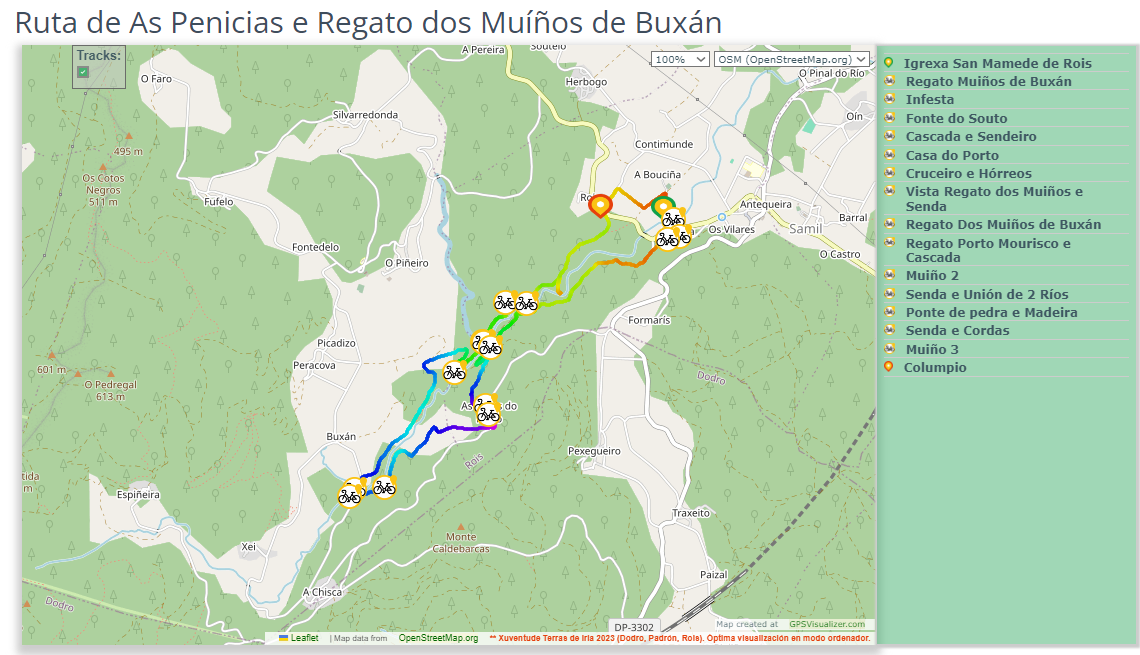 Ruta de As Penicias e Regato dos Muíños de Buxán
Tracks:
100%
OSM (OpenStreetMap.org)
A Pereira
Soutelo
O Faro
Herbogo
O Pinal do Río
Oín
Silvarredonda
495 m
Contimunde
Os Cotos
Negros
511 m
A Bouciña
Fufelo
Antequeira
Barral
Samil
Os Vilares
O Castro
Fontedelo
O Piñeiro
Formarís
Picadizo
Peracova
601 m
O Pedregal
613 m
Dodro
Buxán
Rois
Pexegueiro
Espiñeira
Traxeito
Monte
Caldebarcas
Xei
Paizal
A Chisca
Dodro
DP-3302
Map created at GPSVisualizer.com
Leaflet | Map data from OpenStreetMap.org ** Xuventude Terras de Iria 2023 (Dodro, Padrón, Rois). Optima visualización en modo ordenador.
Igrexa San Mamede de Rois
Regato Muiños de Buxán
Infesta
Fonte do Souto
Cascada e Sendeiro
Casa do Porto
Cruceiro e Hórreos
Vista Regato dos Muiños e
Senda
Regato Dos Muiños de Buxán
Regato Porto Mourisco e
Cascada
Muiño 2
Senda e Unión de 2 Ríos
Ponte de pedra e Madeira
Senda e Cordas
Muiño 3
Columpio